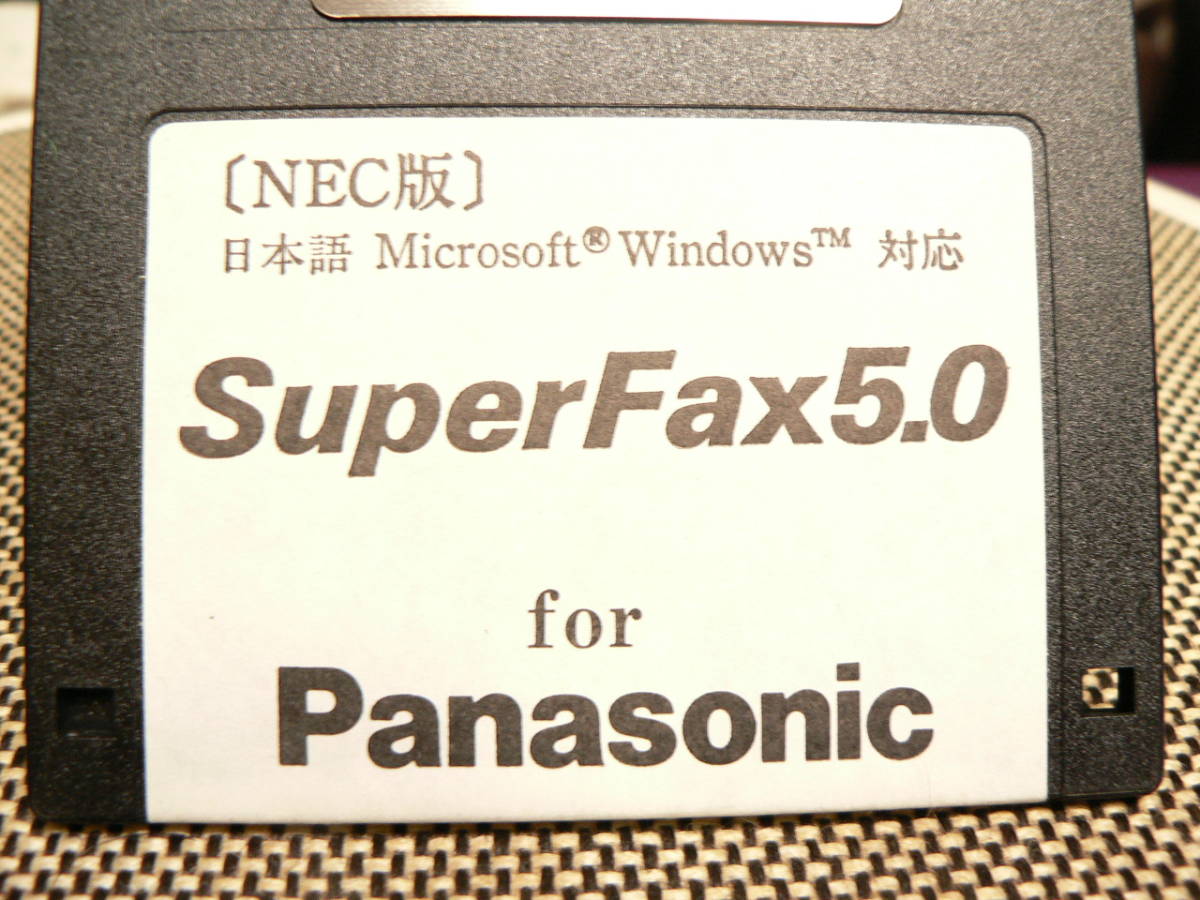 〔NEC版〕
日本語 Microsoft® Windows™ 対応
SuperFax5.0
for
Panasonic